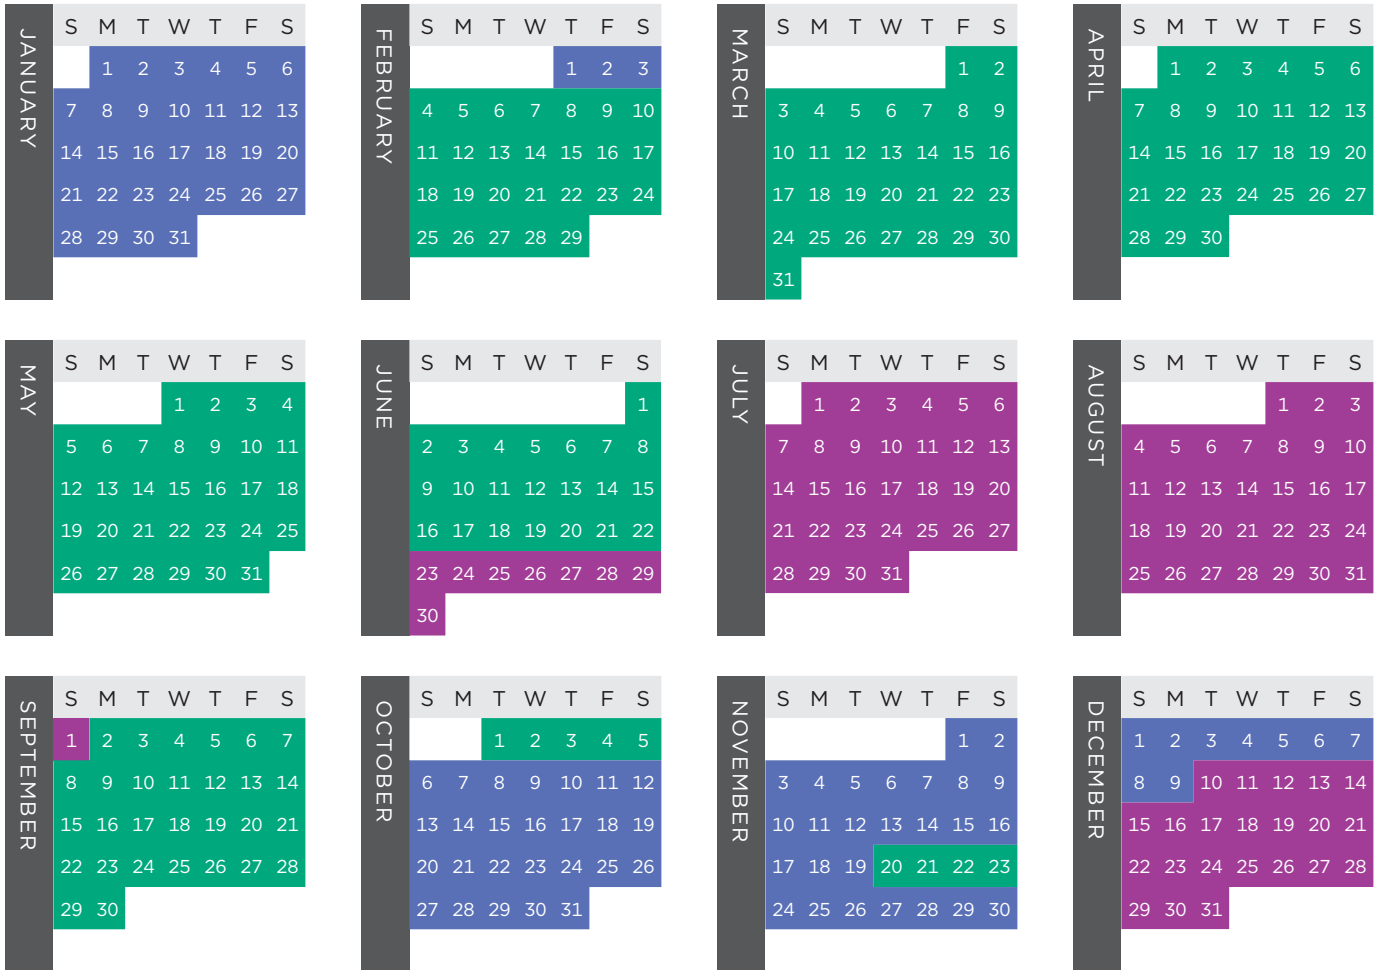 JANUARY
S M T W T F S
1 2 3 4 5 6
7 8 9 10 11 12 13
14 15 16 17 18 19 20
21 22 23 24 25 26 27
28 29 30 31
FEBRUARY
S M T W T F S
1 2 3
4 5 6 7 8 9 10
11 12 13 14 15 16 17
18 19 20 21 22 23 24
25 26 27 28 29
MARCH
S M T W T F S
1 2
3 4 5 6 7 8 9
10 11 12 13 14 15 16
17 18 19 20 21 22 23
24 25 26 27 28 29 30
31
APRIL
S M T W T F S
1 2 3 4 5 6
7 8 9 10 11 12 13
14 15 16 17 18 19 20
21 22 23 24 25 26 27
28 29 30
MAY
S M T W T F S
1 2 3 4
5 6 7 8 9 10 11
12 13 14 15 16 17 18
19 20 21 22 23 24 25
26 27 28 29 30 31
JUNE
S M T W T F S
1
2 3 4 5 6 7 8
9 10 11 12 13 14 15
16 17 18 19 20 21 22
23 24 25 26 27 28 29
30
JULY
S M T W T F S
1 2 3 4 5 6
7 8 9 10 11 12 13
14 15 16 17 18 19 20
21 22 23 24 25 26 27
28 29 30 31
AUGUST
S M T W T F S
1 2 3
4 5 6 7 8 9 10
11 12 13 14 15 16 17
18 19 20 21 22 23 24
25 26 27 28 29 30 31
SEPTEMBER
S M T W T F S
1 2 3 4 5 6 7
8 9 10 11 12 13 14
15 16 17 18 19 20 21
22 23 24 25 26 27 28
29 30
OCTOBER
S M T W T F S
1 2 3 4 5
6 7 8 9 10 11 12
13 14 15 16 17 18 19
20 21 22 23 24 25 26
27 28 29 30 31
NOVEMBER
S M T W T F S
1 2
3 4 5 6 7 8 9
10 11 12 13 14 15 16
17 18 19 20 21 22 23
24 25 26 27 28 29 30
DECEMBER
S M T W T F S
1 2 3 4 5 6 7
8 9 10 11 12 13 14
15 16 17 18 19 20 21
22 23 24 25 26 27 28
29 30 31